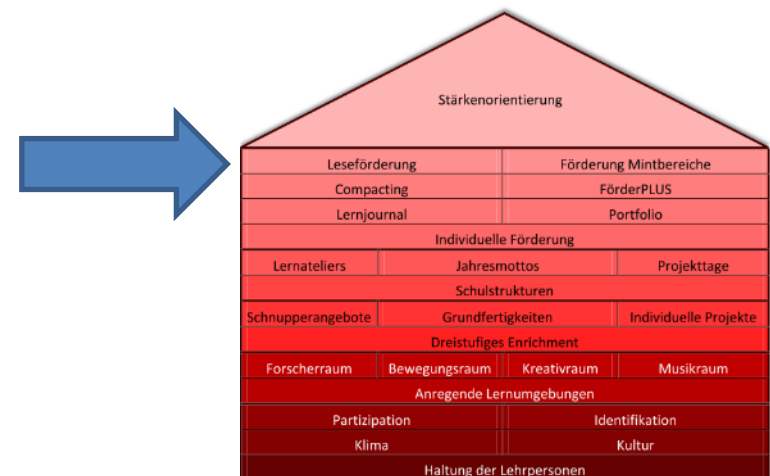 Stärkenorientierung
Leseförderung Förderung Mintbereiche
Compacting FörderPLUS
Lernjournal Portfolio
Individuelle Förderung
Lernateliers Jahresmottos Projekttage
Schulstrukturen
Schnupperangebote Grundfertigkeiten Individuelle Projekte
Dreistufiges Enrichment
Forscherraum Bewegungsraum Kreativraum Musikraum
Anregende Lernumgebungen
Partizipation Identifikation
Klima Kultur
Haltung der Lehrpersonen